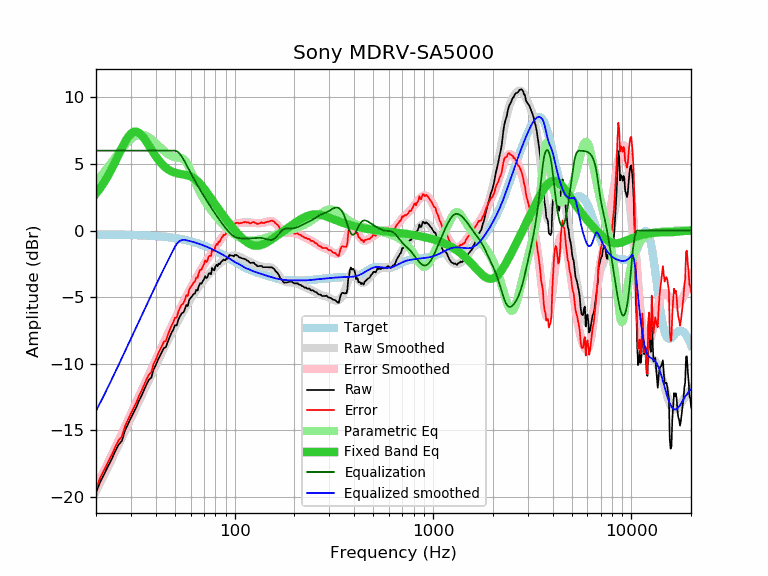 Sony MDRV-SA5000
Amplitude (dBr)
10
5
0
−5
−10
−15
−20
Target
Raw Smoothed
Error Smoothed
Raw
Error
Parametric Eq
Fixed Band Eq
Equalization
Equalized smoothed
100
1000
10000
Frequency (Hz)